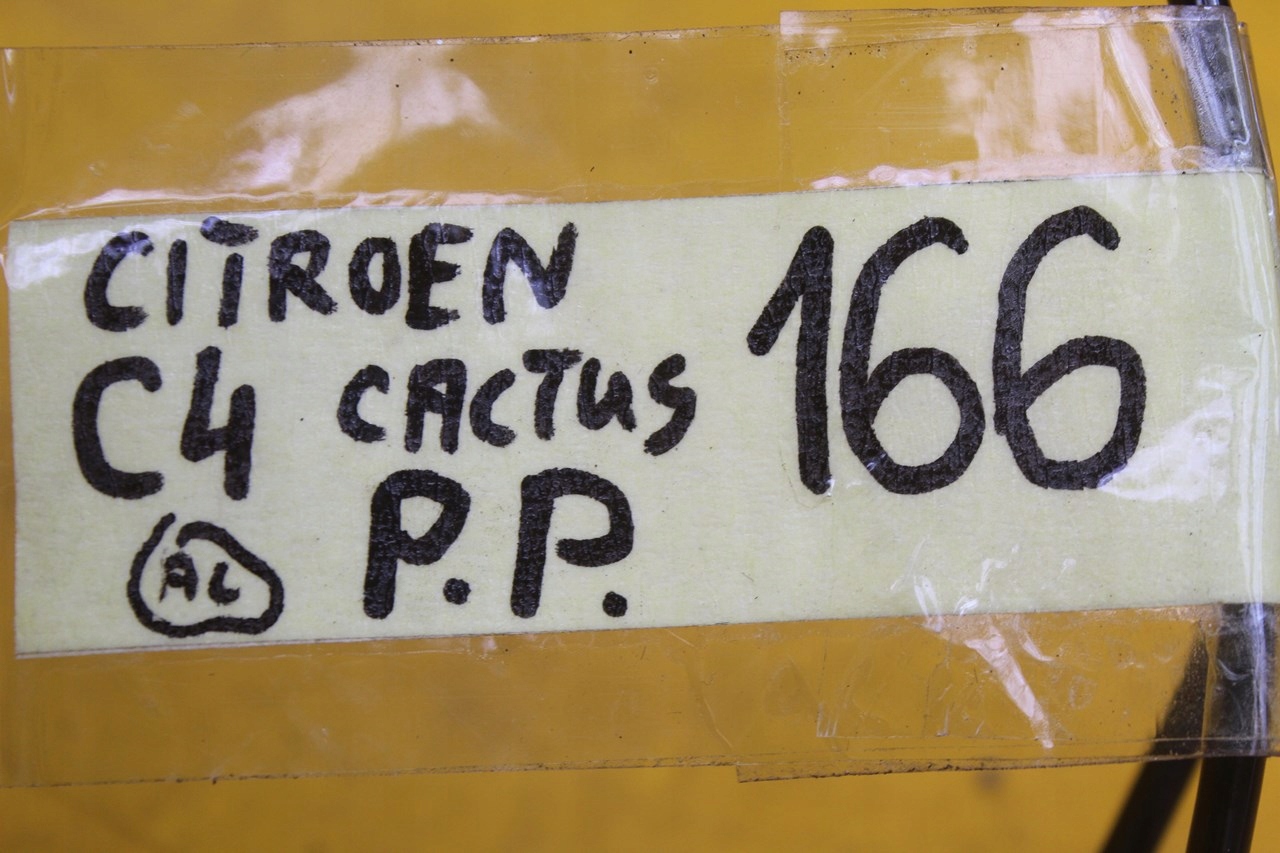 CITROEN 166
C4 CACTUS
AL P.P.